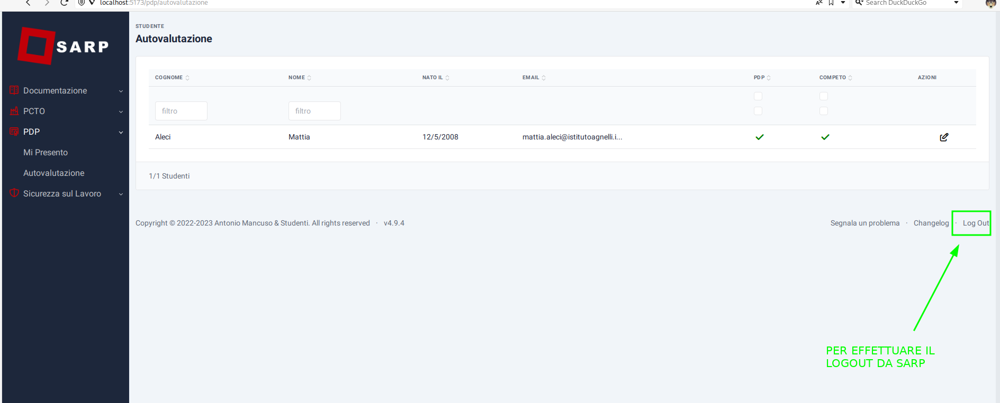 localhost:5173/pdp/autovalutazione
Search DuckDuckGo
SARP
Documentazione
PCTO
PDP
Mi Presento
Autovalutazione
Sicurezza sul Lavoro
STUDENTE
Autovalutazione
COGNOME NOME NATO IL EMAIL PDP COMPETO AZIONI
filtro filtro
Aleci Mattia 12/5/2008 mattia.aleci@istitutoagnelli.i...
1/1 Studenti
Copyright © 2022-2023 Antonio Mancuso & Studenti. All rights reserved · v4.9.4
Segnala un problema · Changelog · Log Out
PER EFFETTUARE IL
LOGOUT DA SARP